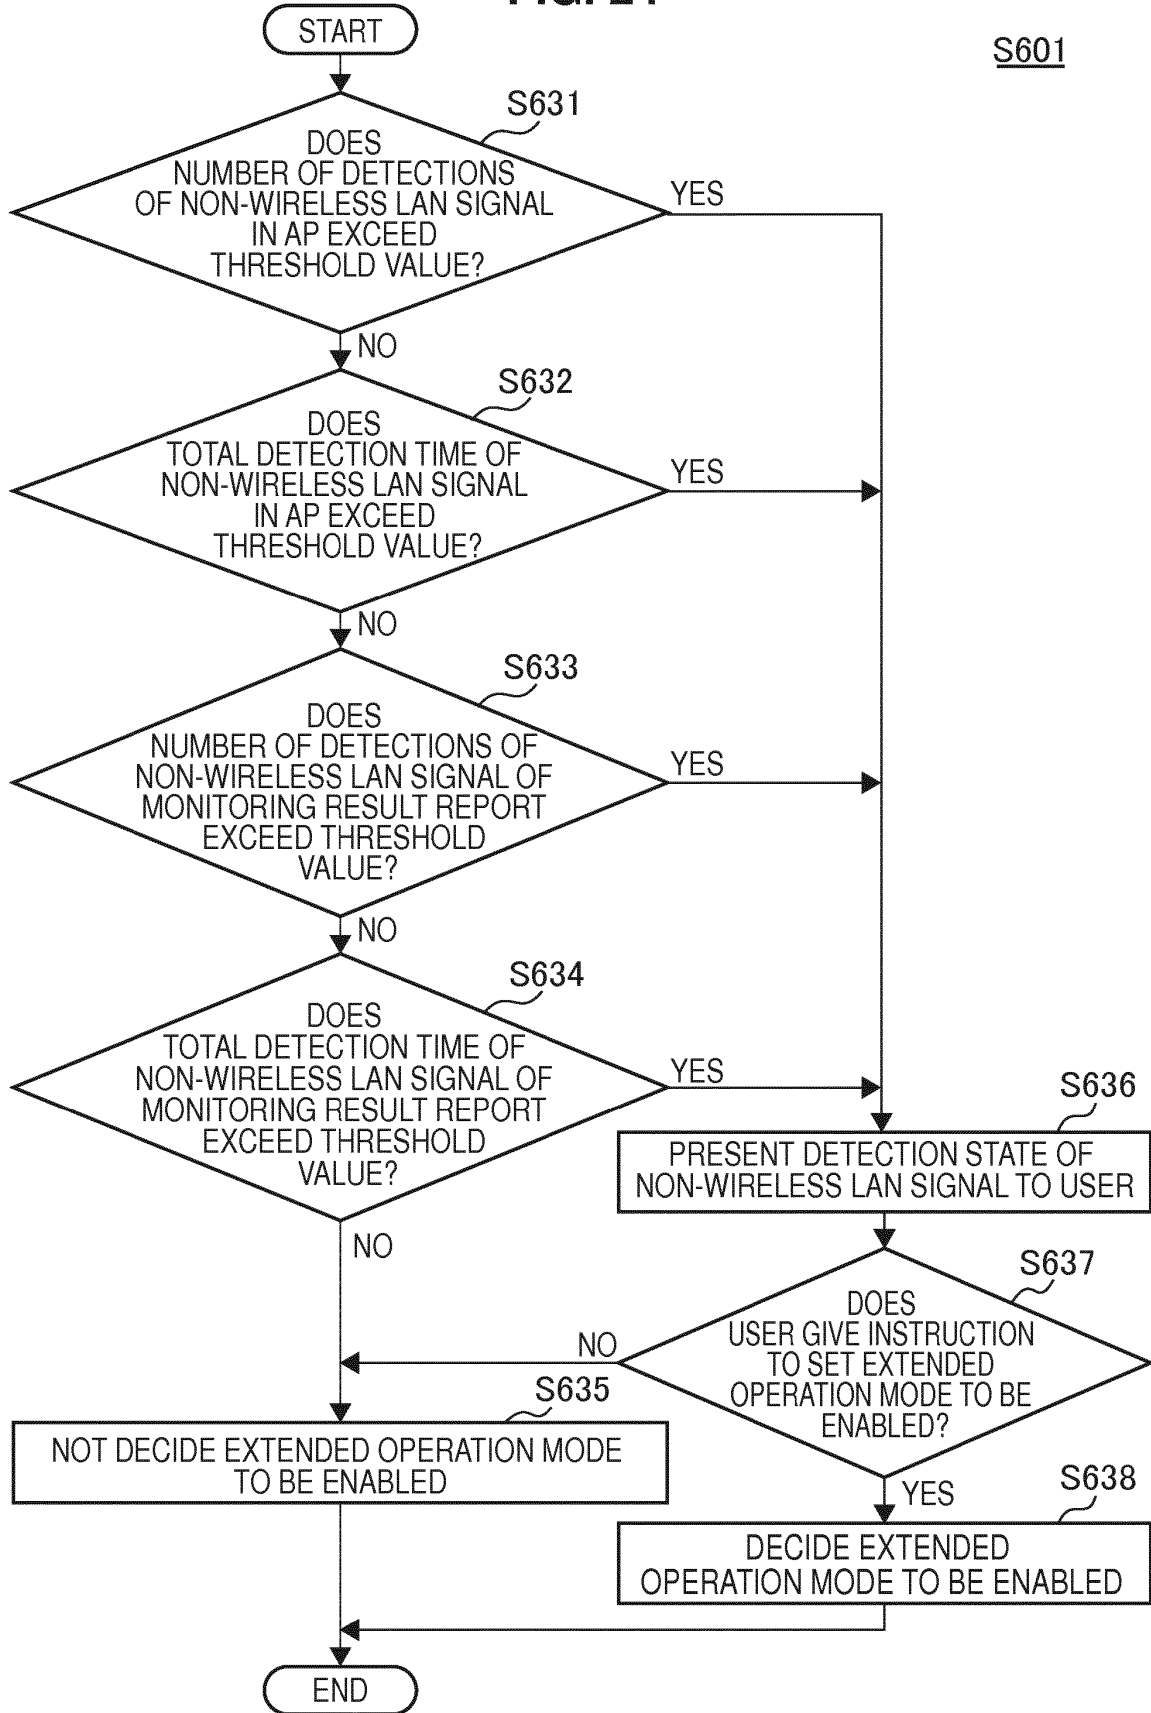 START
S601
S631
DOES
NUMBER OF DETECTIONS
OF NON-WIRELESS LAN SIGNAL
IN AP EXCEED
THRESHOLD VALUE?
YES
NO
S632
DOES
TOTAL DETECTION TIME OF
NON-WIRELESS LAN SIGNAL
IN AP EXCEED
THRESHOLD VALUE?
YES
NO
S633
DOES
NUMBER OF DETECTIONS OF
NON-WIRELESS LAN SIGNAL OF
MONITORING RESULT REPORT
EXCEED THRESHOLD
VALUE?
YES
NO
S634
DOES
TOTAL DETECTION TIME OF
NON-WIRELESS LAN SIGNAL OF
MONITORING RESULT REPORT
EXCEED THRESHOLD
VALUE?
YES
NO
S636
PRESENT DETECTION STATE OF
NON-WIRELESS LAN SIGNAL TO USER
S637
DOES
USER GIVE INSTRUCTION
TO SET EXTENDED
OPERATION MODE TO BE
ENABLED?
NO
YES
S635
NOT DECIDE EXTENDED OPERATION MODE
TO BE ENABLED
S638
DECIDE EXTENDED
OPERATION MODE TO BE ENABLED
END